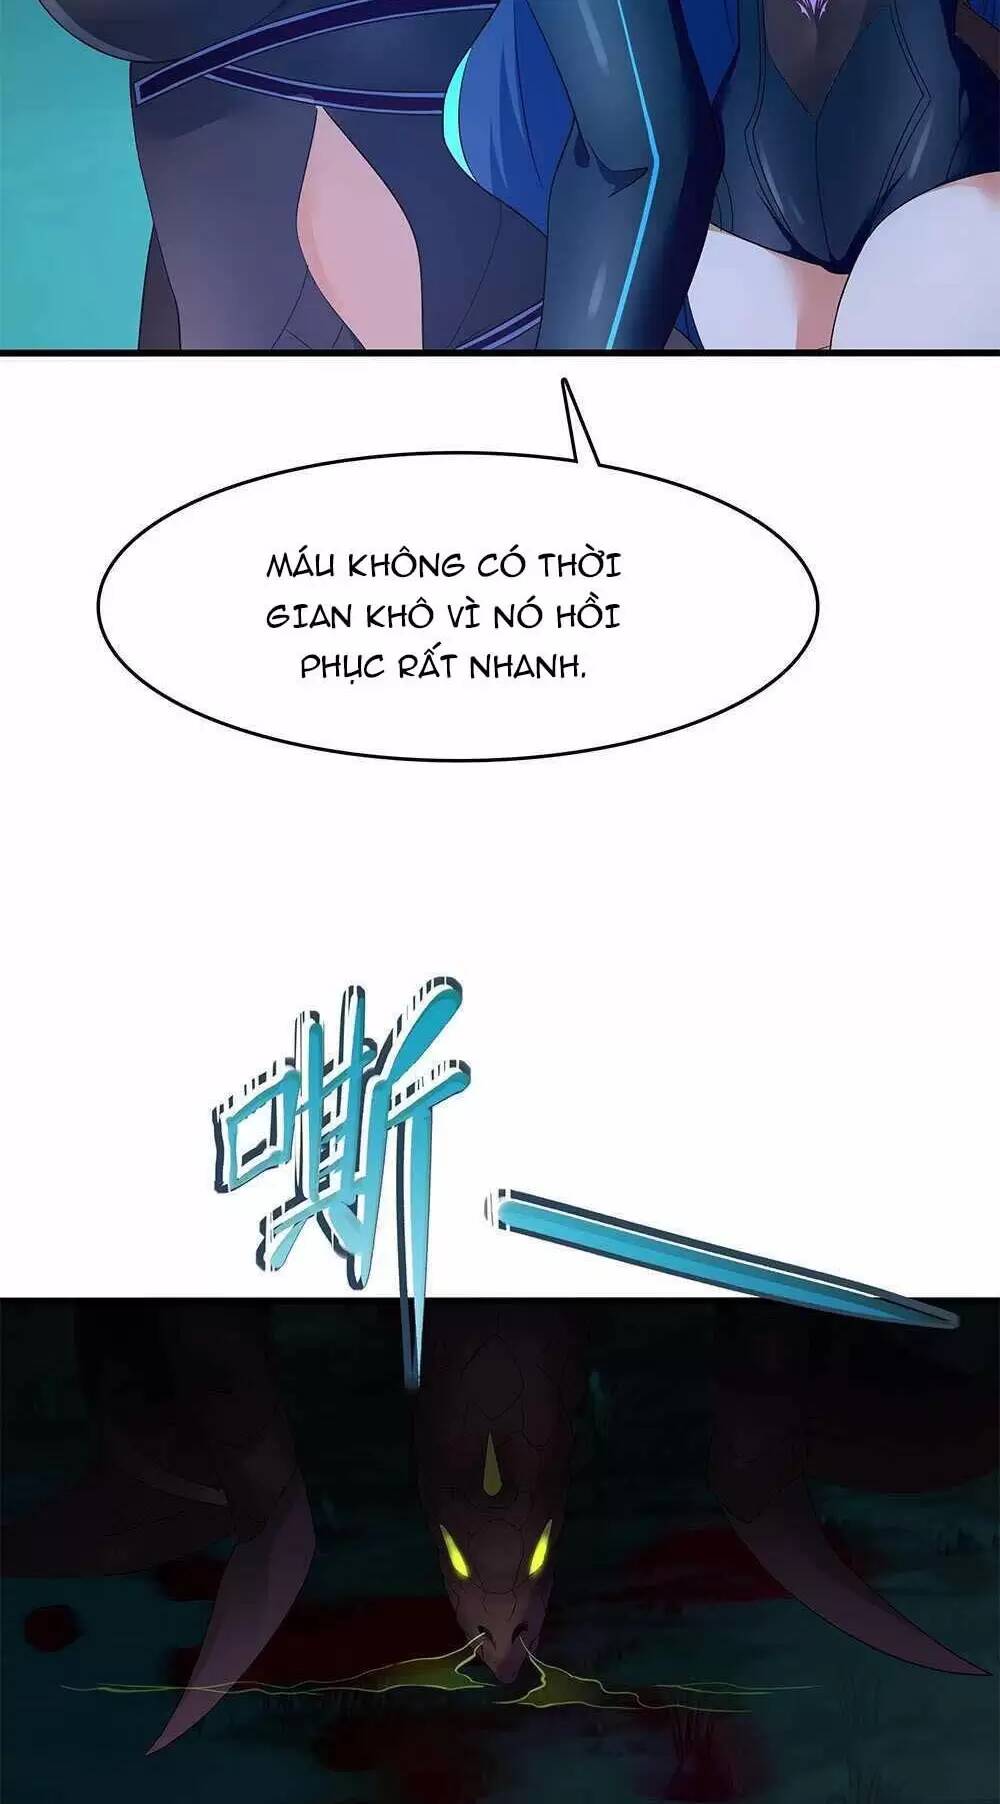 MÁU KHÔNG CÓ THỜI
GIAN KHÔ VÌ NÓ HỒI
PHỤC RẤT NHANH.
嘶—